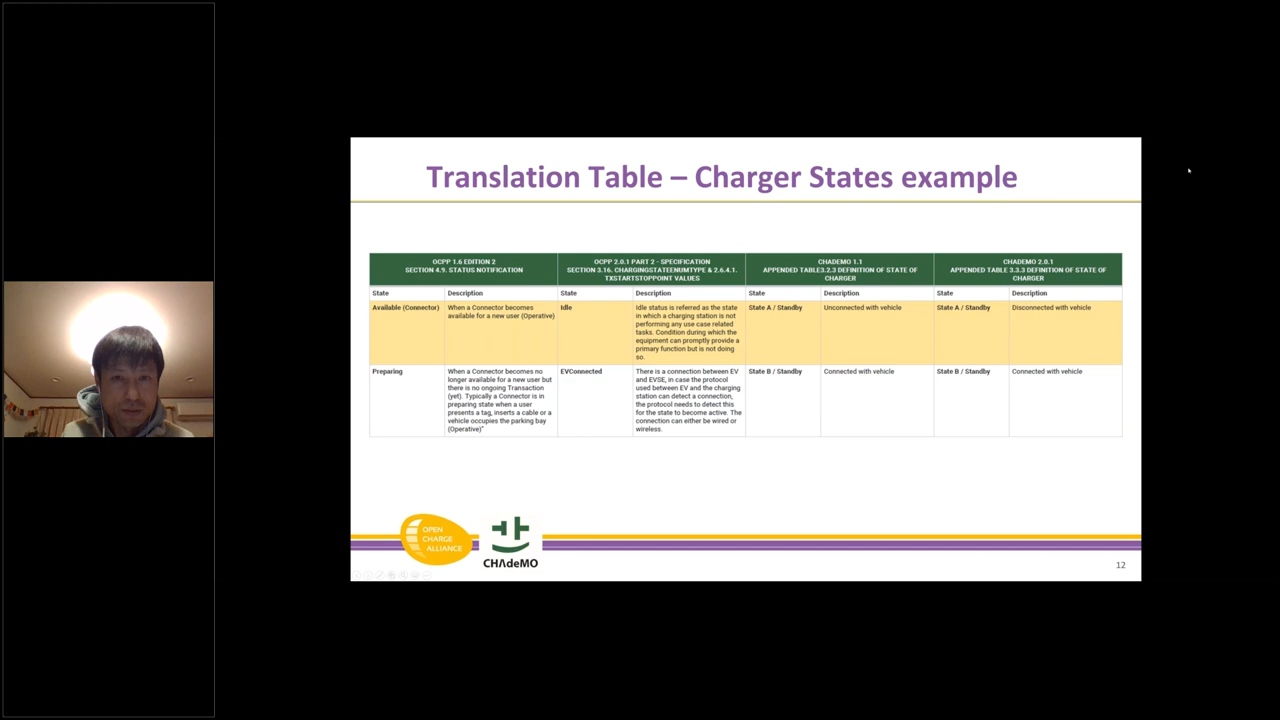 Translation Table – Charger States example
OCPP 1.6 EDITION 2
SECTION 4.9. STATUS NOTIFICATION
OCPP 2.0.1 PART 2 - SPECIFICATION
SECTION 3.16. CHARGINGSTATEENUMTYPE & 2.6.4.1.
TXSTARTSTOPPOINT VALUES
CHADEMO 1.1
APPENDED TABLE3.2.3 DEFINITION OF STATE OF
CHARGER
CHADEMO 2.0.1
APPENDED TABLE 3.3.3 DEFINITION OF STATE OF
CHARGER
State
Description
State
Description
State
Description
State
Description
Available (Connector)
When a Connector becomes
available for a new user (Operative)
Idle
Idle status is referred as the state
in which a charging station is not
performing any use case related
tasks. Condition during which the
equipment can promptly provide a
primary function but is not doing
so.
State A / Standby
Unconnected with vehicle
State A / Standby
Disconnected with vehicle
Preparing
When a Connector becomes no
longer available for a new user but
there is no ongoing Transaction
(yet). Typically a Connector is in
preparing state when a user
presents a tag, inserts a cable or a
vehicle occupies the parking bay
(Operative)"
EVConnected
There is a connection between EV
and EVSE, in case the protocol
used between EV and the charging
station can detect a connection,
the protocol needs to detect this
for the state to become active. The
connection can either be wired or
wireless.
State B / Standby
Connected with vehicle
State B / Standby
Connected with vehicle
OPEN
CHARGE
ALLIANCE
CHAdeMO
12